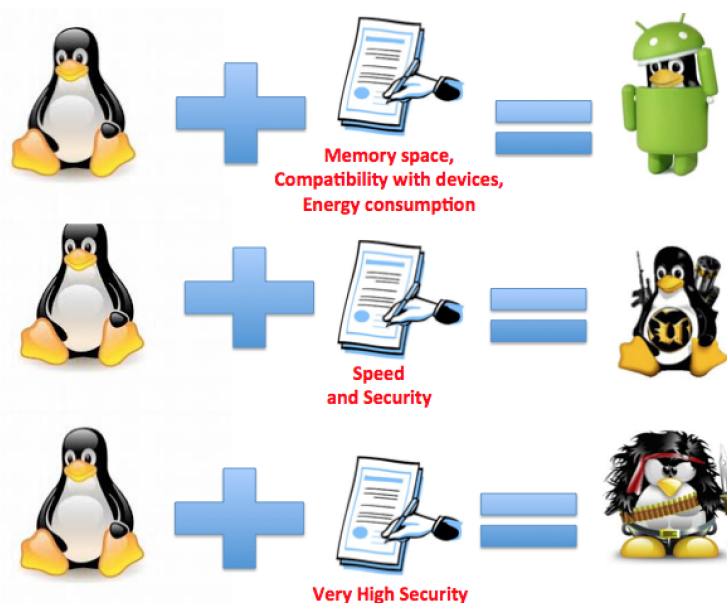 Memory space,
Compatibility with devices,
Energy consumption
Speed
and Security
Very High Security